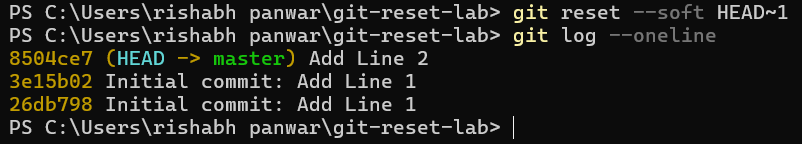 PS C:\Users\rishabh panwar\git-reset-lab> git reset --soft HEAD~1
PS C:\Users\rishabh panwar\git-reset-lab> git log --oneline
8504ce7 (HEAD -> master) Add Line 2
3e15b02 Initial commit: Add Line 1
26db798 Initial commit: Add Line 1
PS C:\Users\rishabh panwar\git-reset-lab>